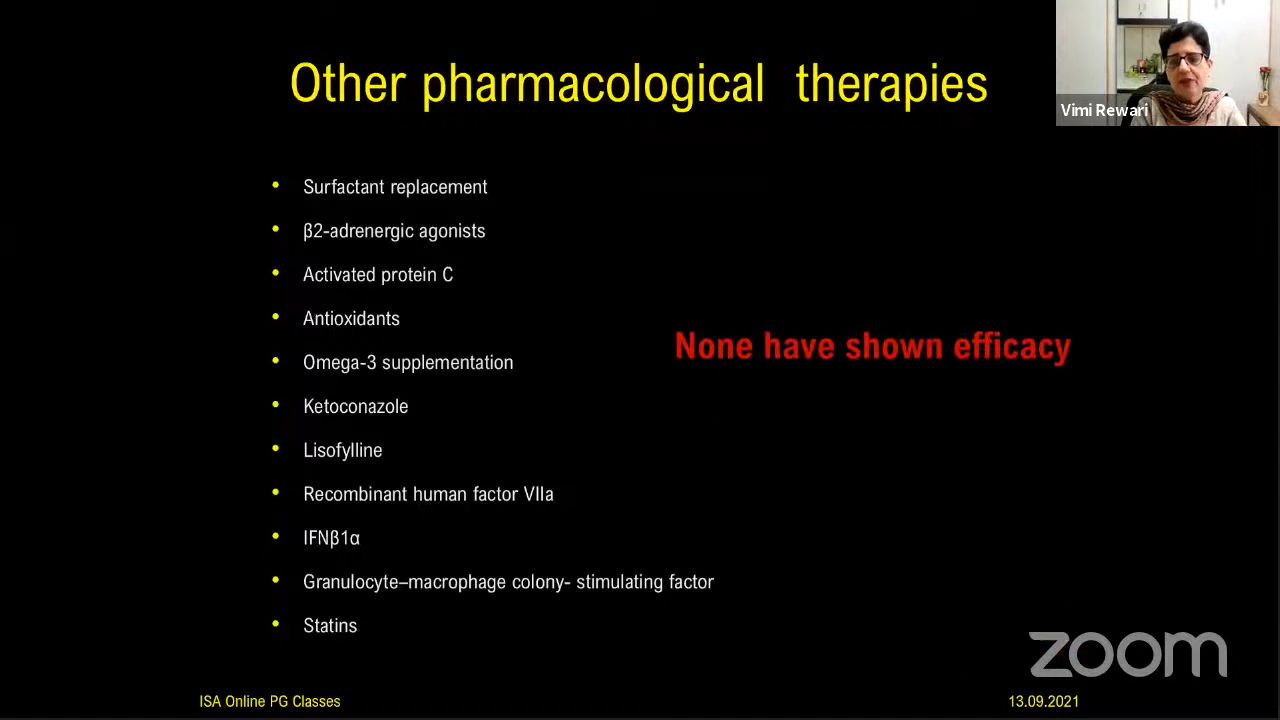 Other pharmacological therapies
Vimi Rewari
Surfactant replacement
β2-adrenergic agonists
Activated protein C
Antioxidants
None have shown efficacy
Omega-3 supplementation
Ketoconazole
Lisofylline
Recombinant human factor VIIa
IFNβ1α
Granulocyte–macrophage colony- stimulating factor
Statins
zoom
ISA Online PG Classes
13.09.2021